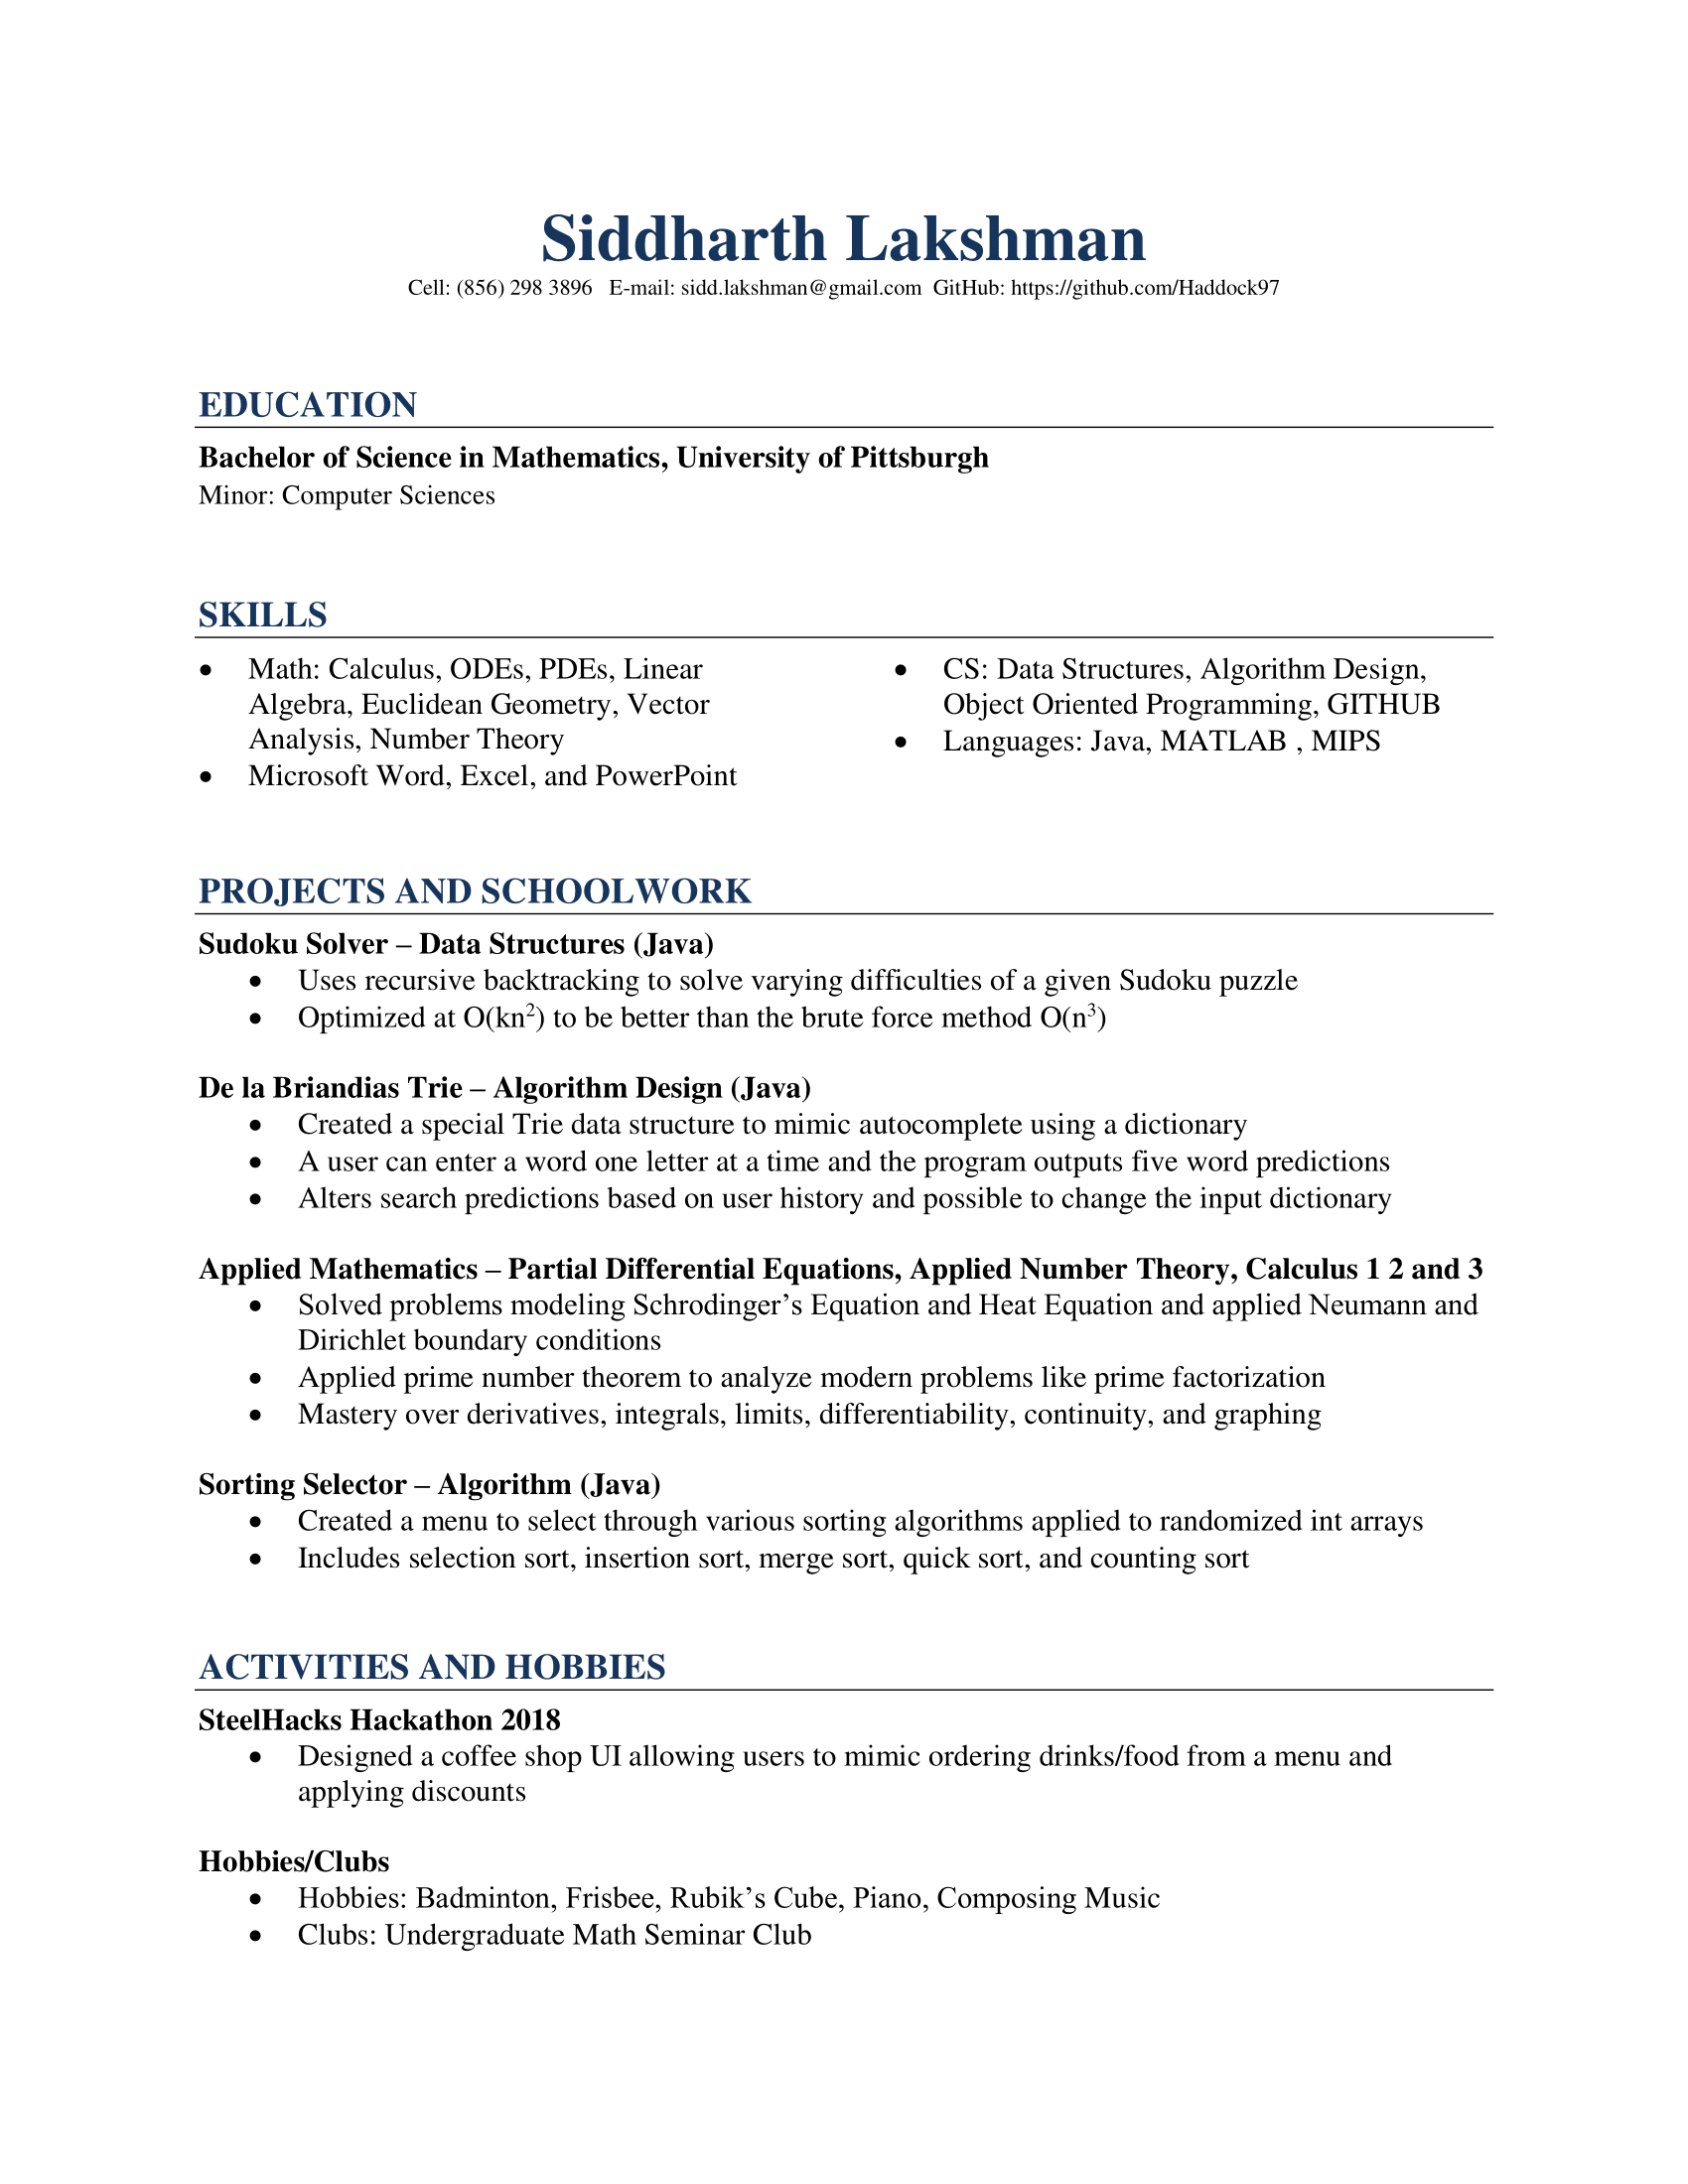 Siddharth Lakshman
Cell: (856) 298 3896   E-mail: sidd.lakshman@gmail.com  GitHub: https://github.com/Haddock97
EDUCATION
Bachelor of Science in Mathematics, University of Pittsburgh
Minor: Computer Sciences
SKILLS
• Math: Calculus, ODEs, PDEs, Linear
Algebra, Euclidean Geometry, Vector
Analysis, Number Theory
• Microsoft Word, Excel, and PowerPoint
• CS: Data Structures, Algorithm Design,
Object Oriented Programming, GITHUB
• Languages: Java, MATLAB , MIPS
PROJECTS AND SCHOOLWORK
Sudoku Solver – Data Structures (Java)
• Uses recursive backtracking to solve varying difficulties of a given Sudoku puzzle
• Optimized at O(kn²) to be better than the brute force method O(n³)
De la Briandias Trie – Algorithm Design (Java)
• Created a special Trie data structure to mimic autocomplete using a dictionary
• A user can enter a word one letter at a time and the program outputs five word predictions
• Alters search predictions based on user history and possible to change the input dictionary
Applied Mathematics – Partial Differential Equations, Applied Number Theory, Calculus 1 2 and 3
• Solved problems modeling Schrodinger’s Equation and Heat Equation and applied Neumann and
Dirichlet boundary conditions
• Applied prime number theorem to analyze modern problems like prime factorization
• Mastery over derivatives, integrals, limits, differentiability, continuity, and graphing
Sorting Selector – Algorithm (Java)
• Created a menu to select through various sorting algorithms applied to randomized int arrays
• Includes selection sort, insertion sort, merge sort, quick sort, and counting sort
ACTIVITIES AND HOBBIES
SteelHacks Hackathon 2018
• Designed a coffee shop UI allowing users to mimic ordering drinks/food from a menu and
applying discounts
Hobbies/Clubs
• Hobbies: Badminton, Frisbee, Rubik’s Cube, Piano, Composing Music
• Clubs: Undergraduate Math Seminar Club